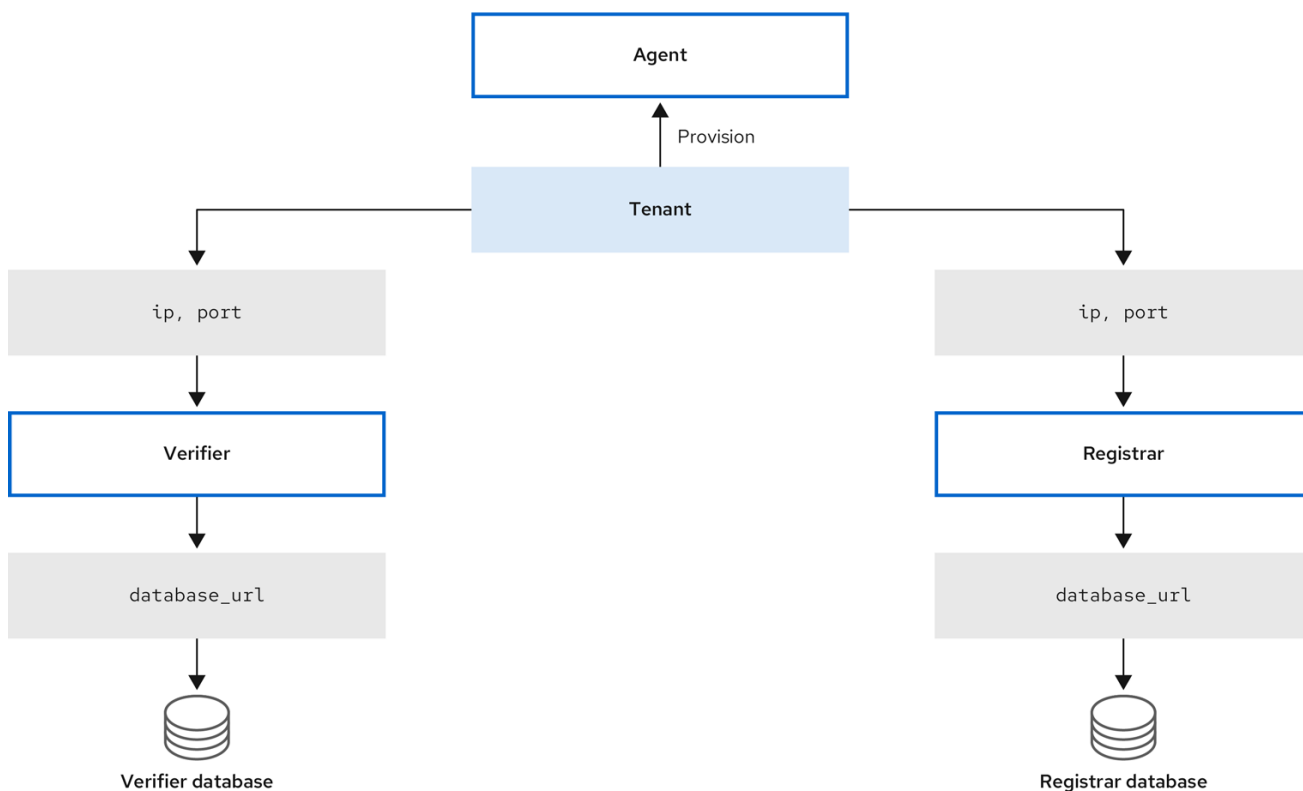 Agent
Provision
Tenant
ip, port
ip, port
Verifier
Registrar
database_url
database_url
Verifier database
Registrar database